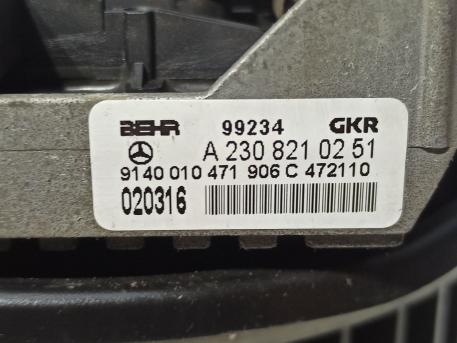 BEHR 99234 GKR
A 230 821 02 51
9140 010 471 906 C 472110
020316